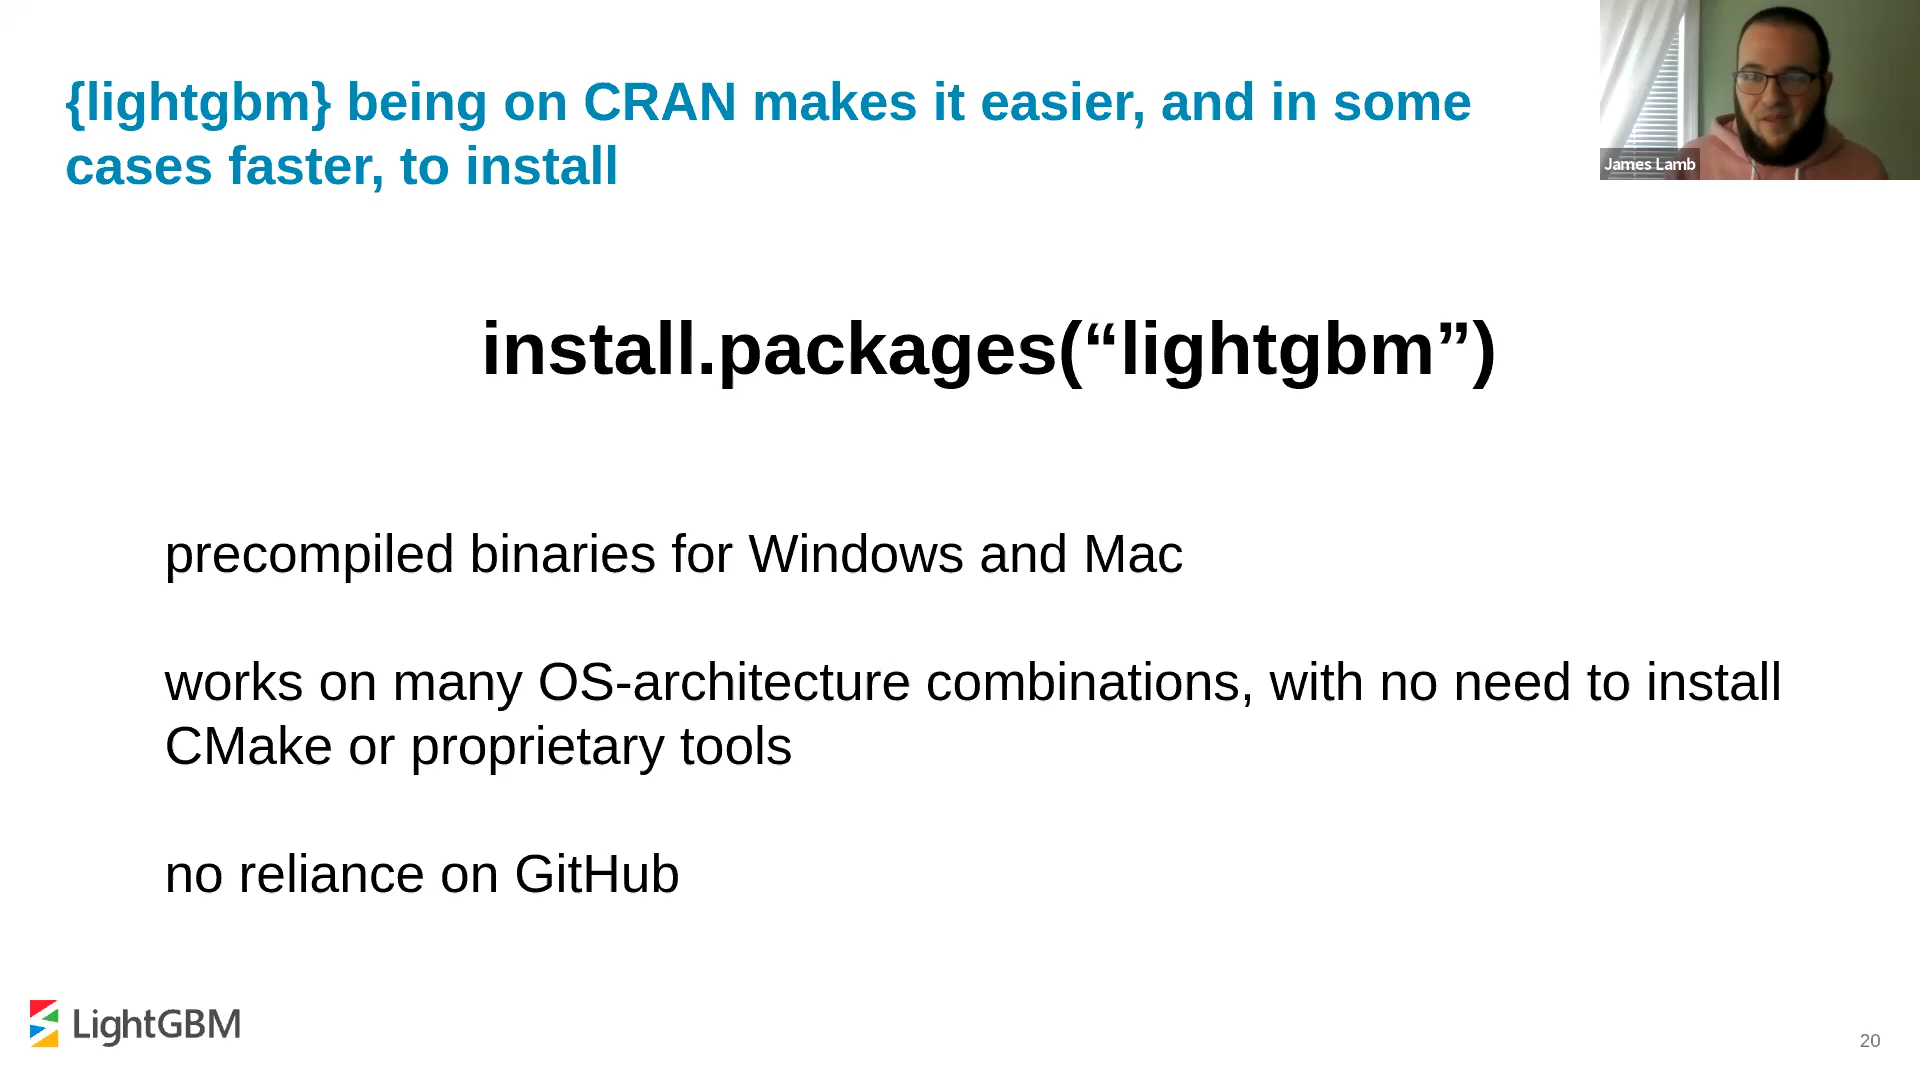 {lightgbm} being on CRAN makes it easier, and in some
cases faster, to install
James Lamb
install.packages(“lightgbm”)
precompiled binaries for Windows and Mac
works on many OS-architecture combinations, with no need to install
CMake or proprietary tools
no reliance on GitHub
LightGBM
20